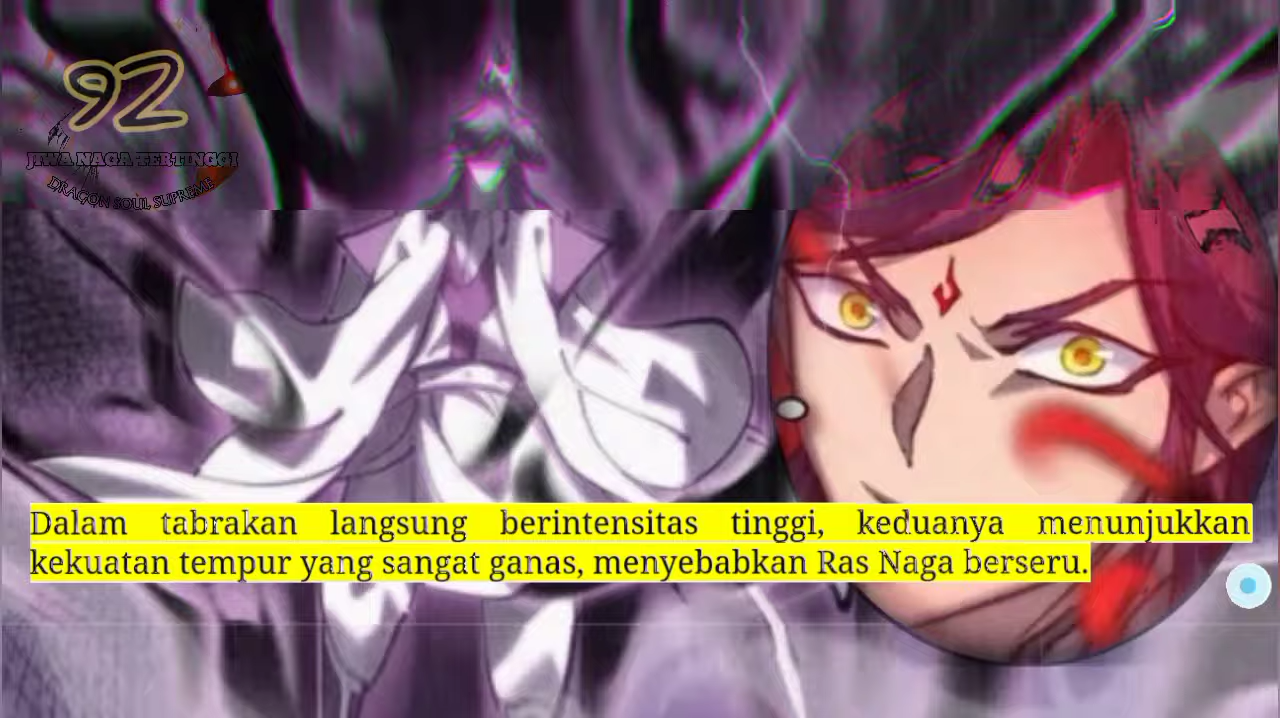 92
JIWA NAGA TERTINGGI
DRAGON SOUL SUPREME
Dalam tabrakan langsung berintensitas tinggi, keduanya menunjukkan
kekuatan tempur yang sangat ganas, menyebabkan Ras Naga berseru.